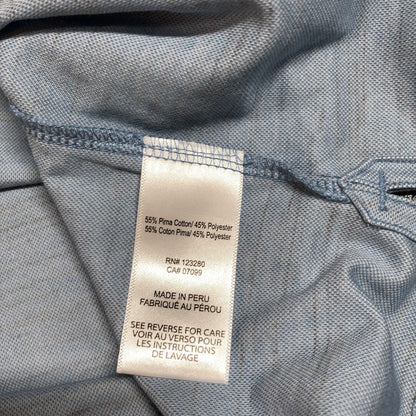 55% Pima Cotton/ 45% Polyester
55% Coton Pima/ 45% Polyester
RN# 123280
CA# 07099
MADE IN PERU
FABRIQUÉ AU PÉROU
SEE REVERSE FOR CARE
VOIR AU VERSO POUR
LES INSTRUCTIONS
DE LAVAGE